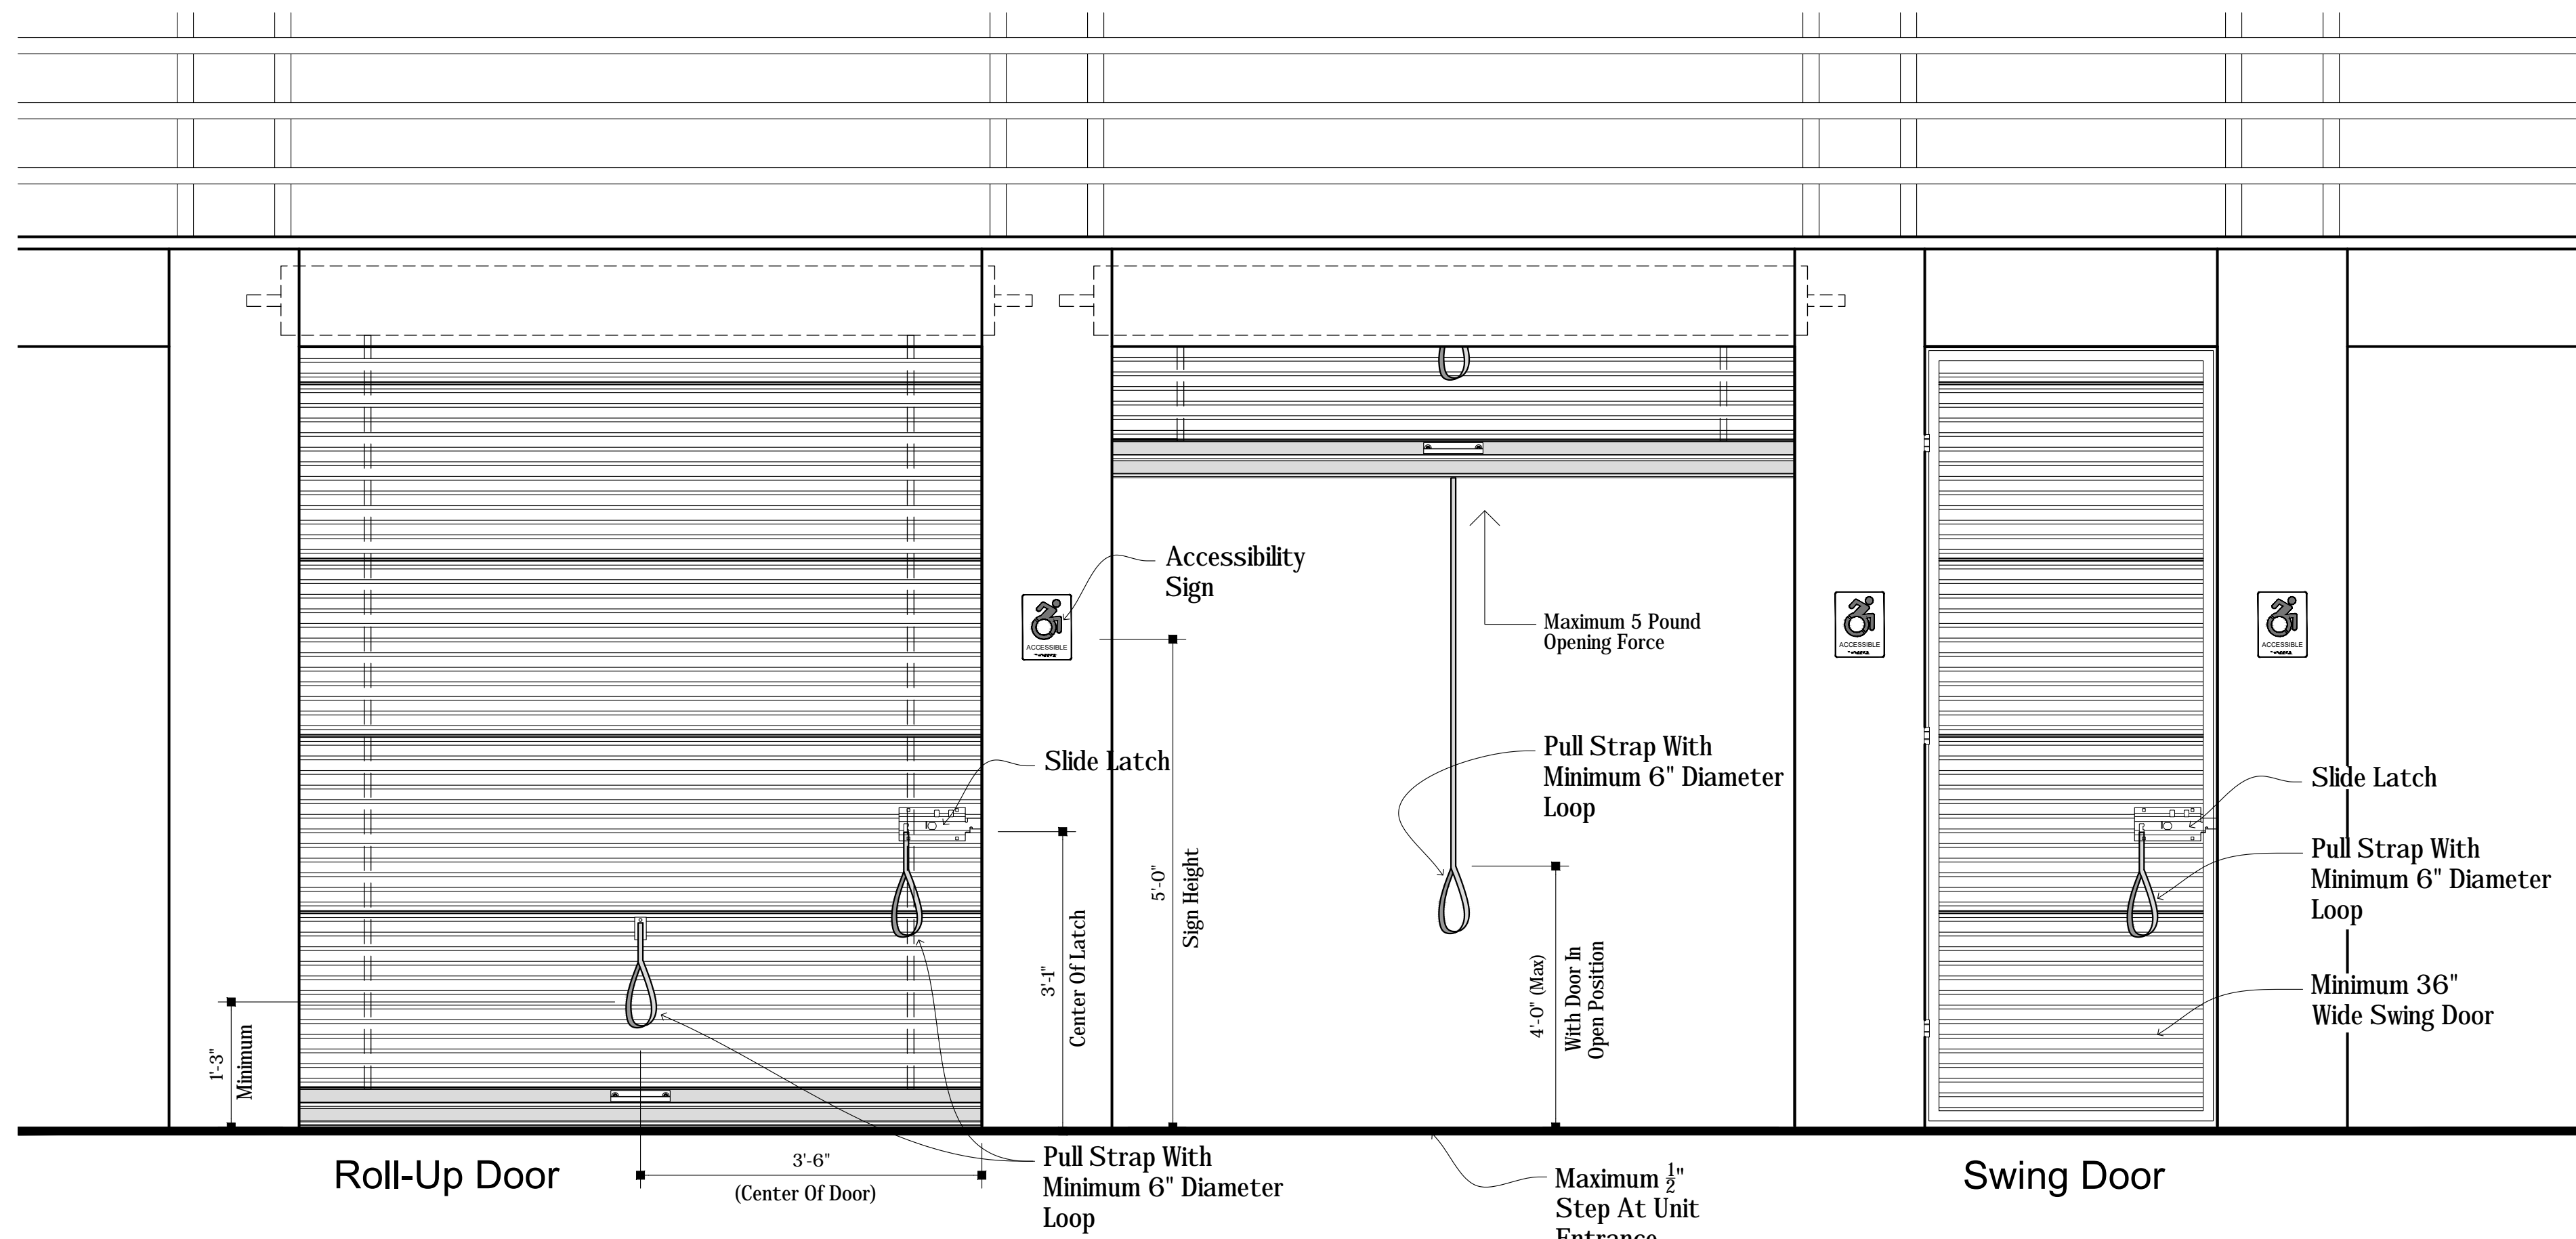 Accessibility
Sign
ACCESSIBLE
Maximum 5 Pound
Opening Force
ACCESSIBLE
ACCESSIBLE
Slide Latch
Pull Strap With
Minimum 6" Diameter
Loop
Slide Latch
Pull Strap With
Minimum 6" Diameter
Loop
5'-0"
Sign Height
3'-1"
Center Of Latch
4'-0" (Max)
With Door In
Open Position
Minimum 36"
Wide Swing Door
1'-3"
Minimum
Roll-Up Door
3'-6"
(Center Of Door)
Pull Strap With
Minimum 6" Diameter
Loop
Maximum ½"
Step At Unit
Entrance
Swing Door